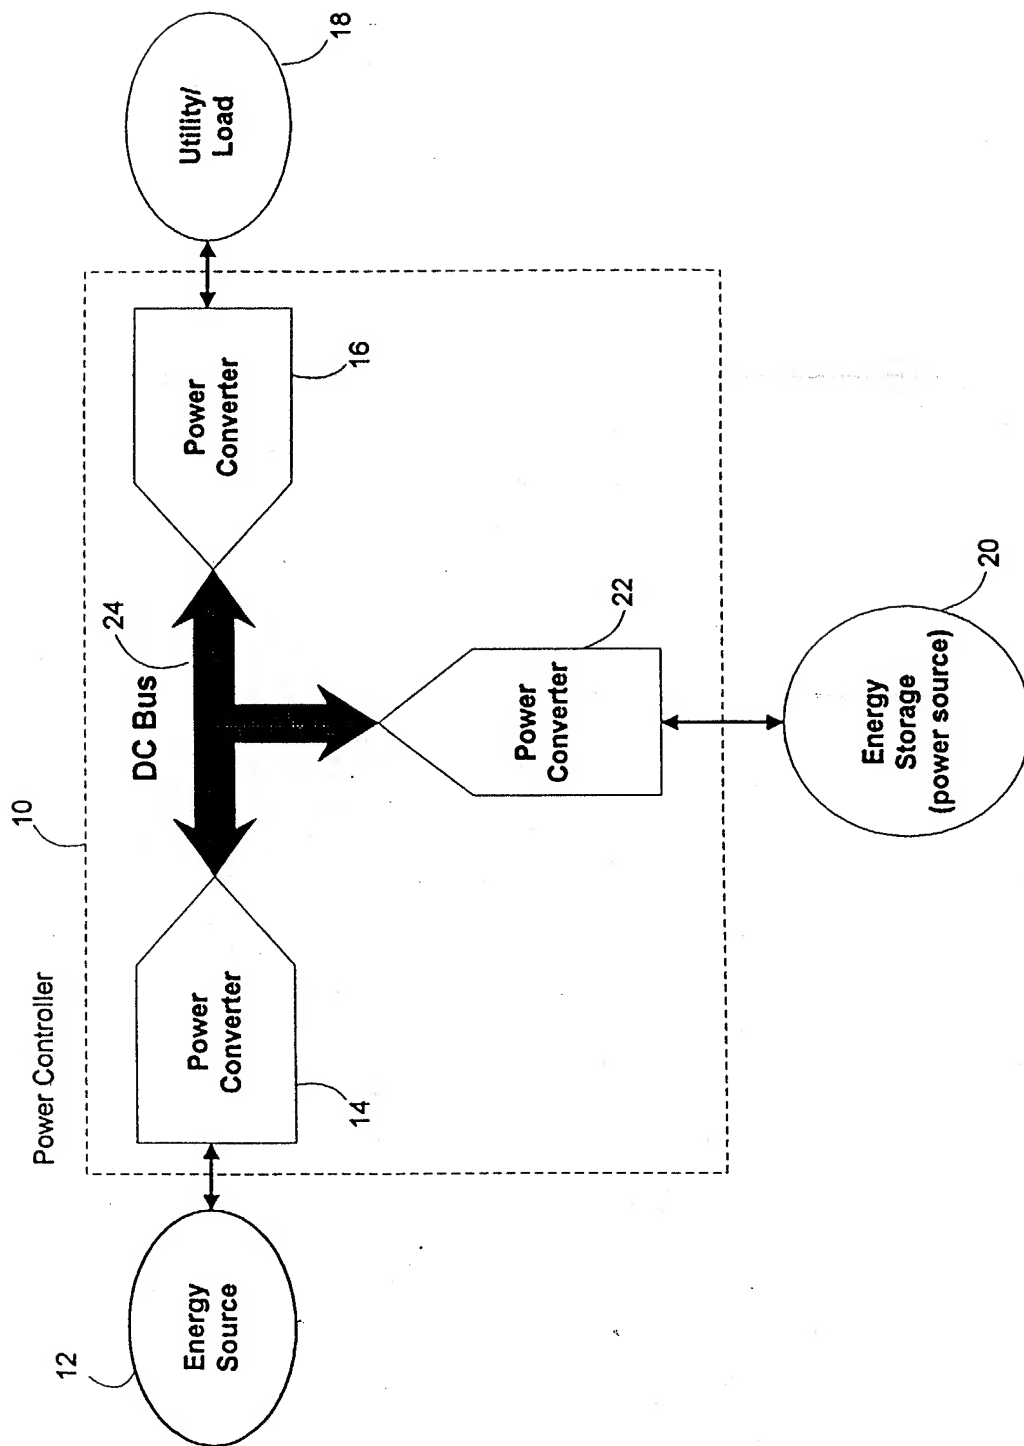 10
Power Controller
DC Bus
24
12
Energy
Source
Power
Converter
14
Power
Converter
16
Utility/
Load
18
Power
Converter
22
Energy
Storage
(power source)
20